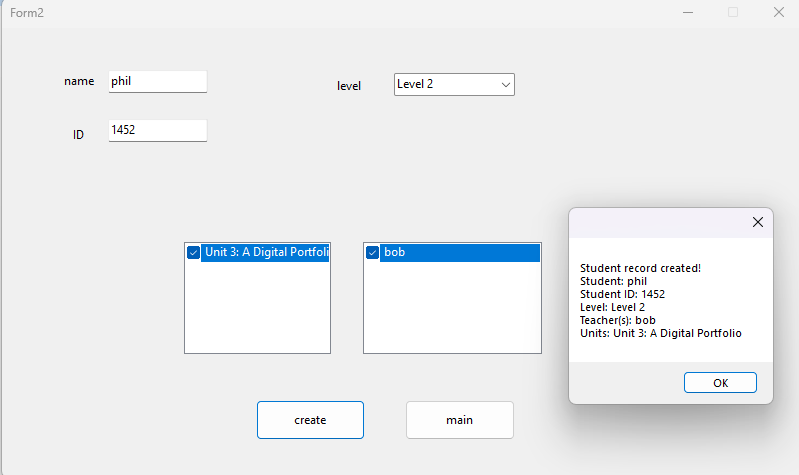 Form2
name
phil
level
Level 2
ID
1452
Unit 3: A Digital Portfoli
bob
Student record created!
Student: phil
Student ID: 1452
Level: Level 2
Teacher(s): bob
Units: Unit 3: A Digital Portfolio
OK
create
main